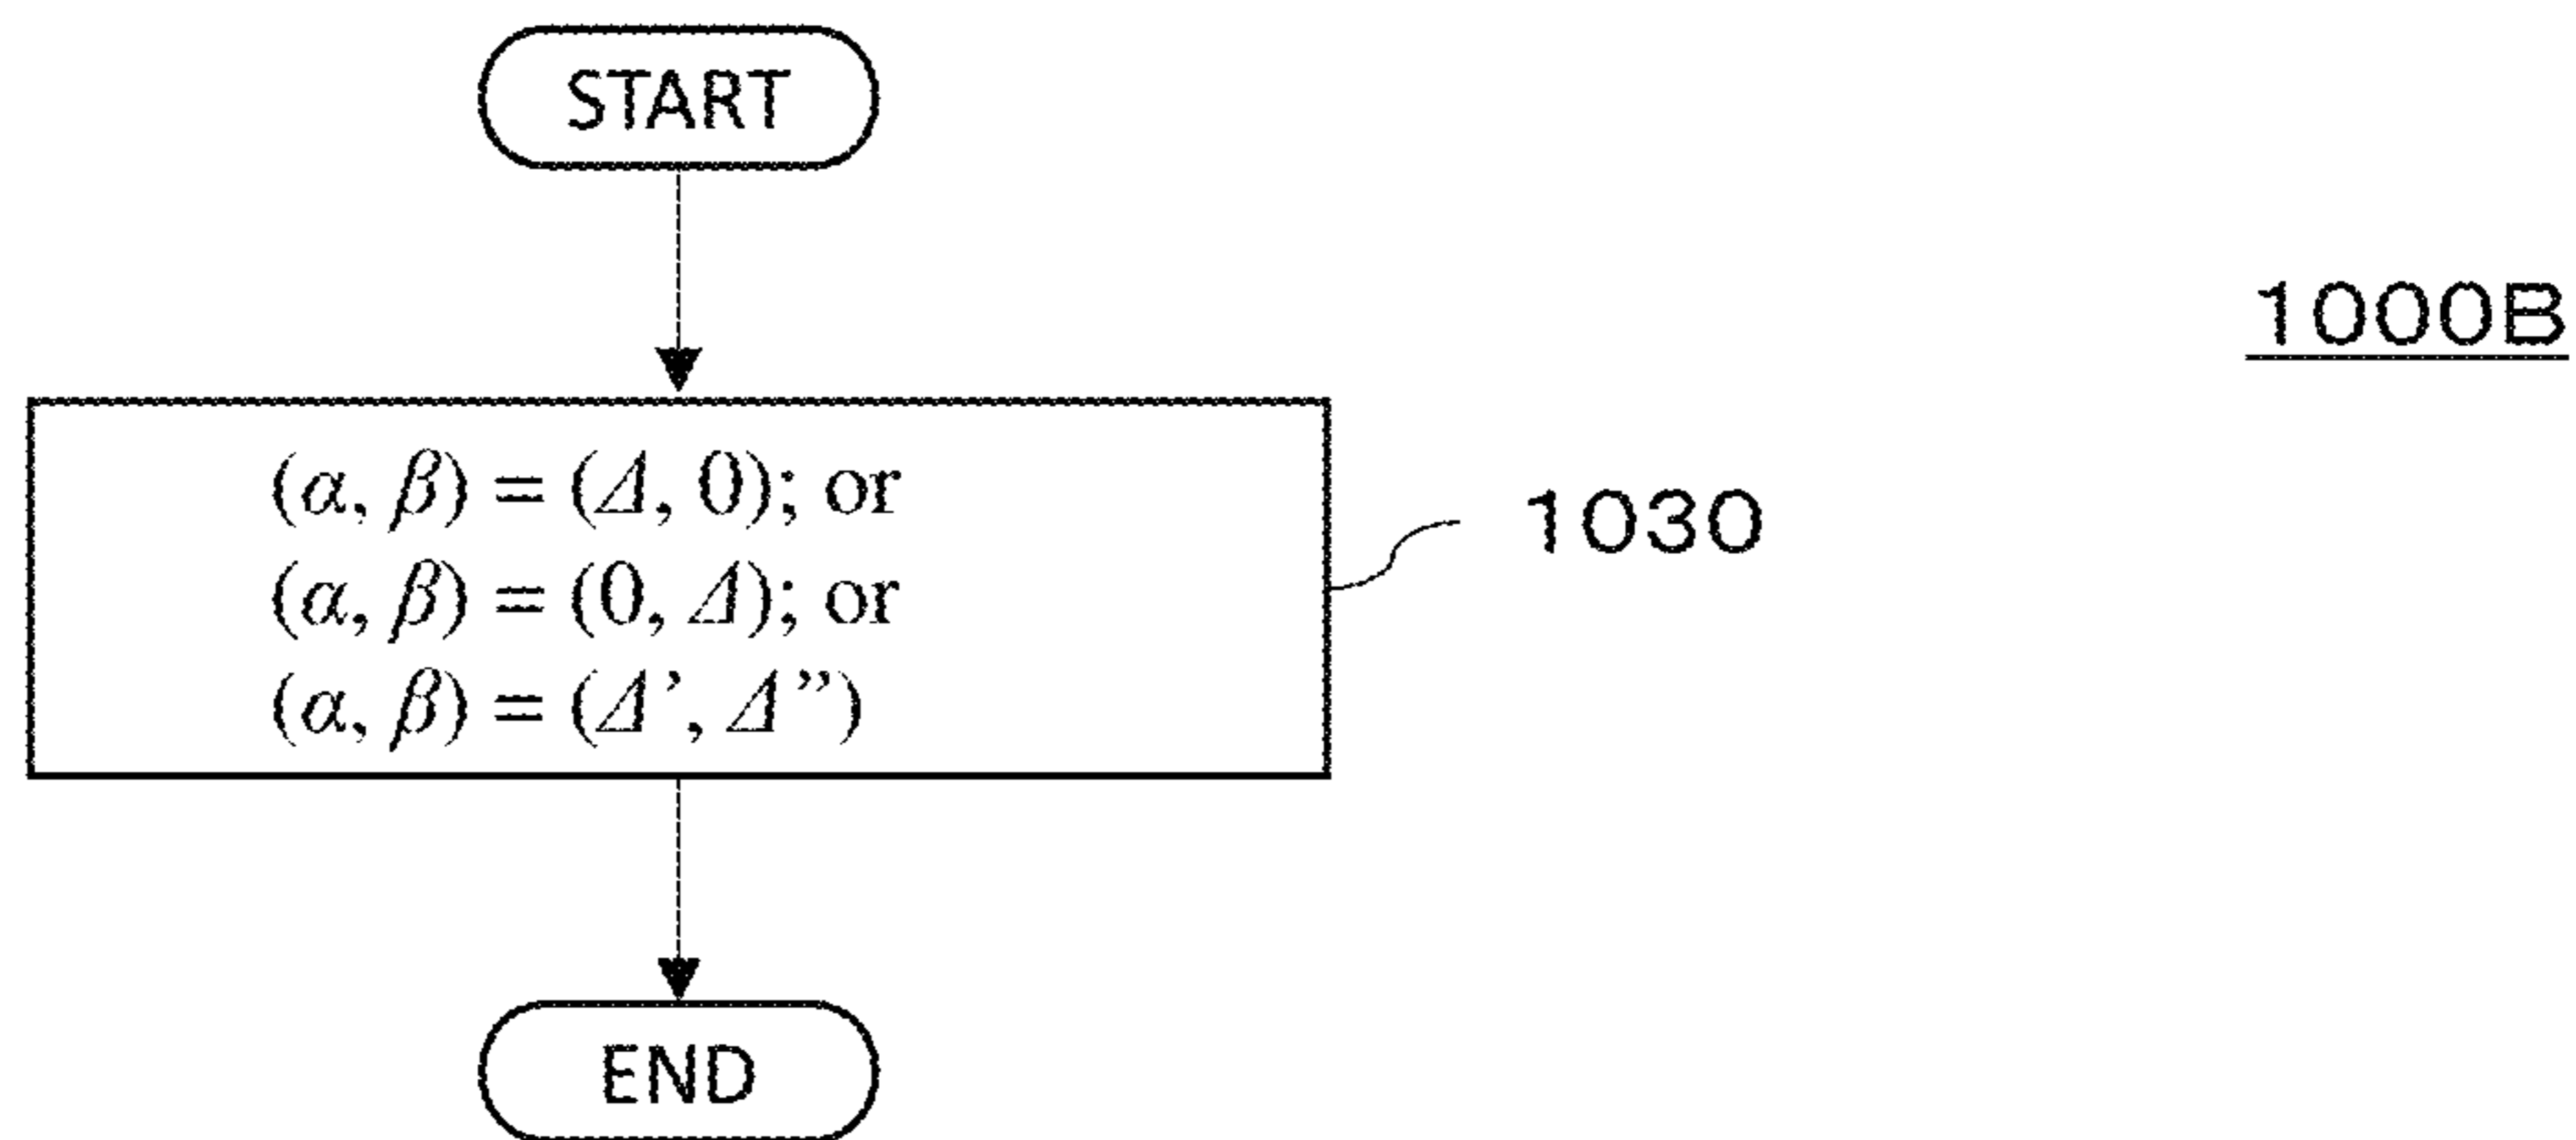 START
1000B
(α, β) = (Δ, 0); or
(α, β) = (0, Δ); or
(α, β) = (Δ’, Δ”)
1030
END